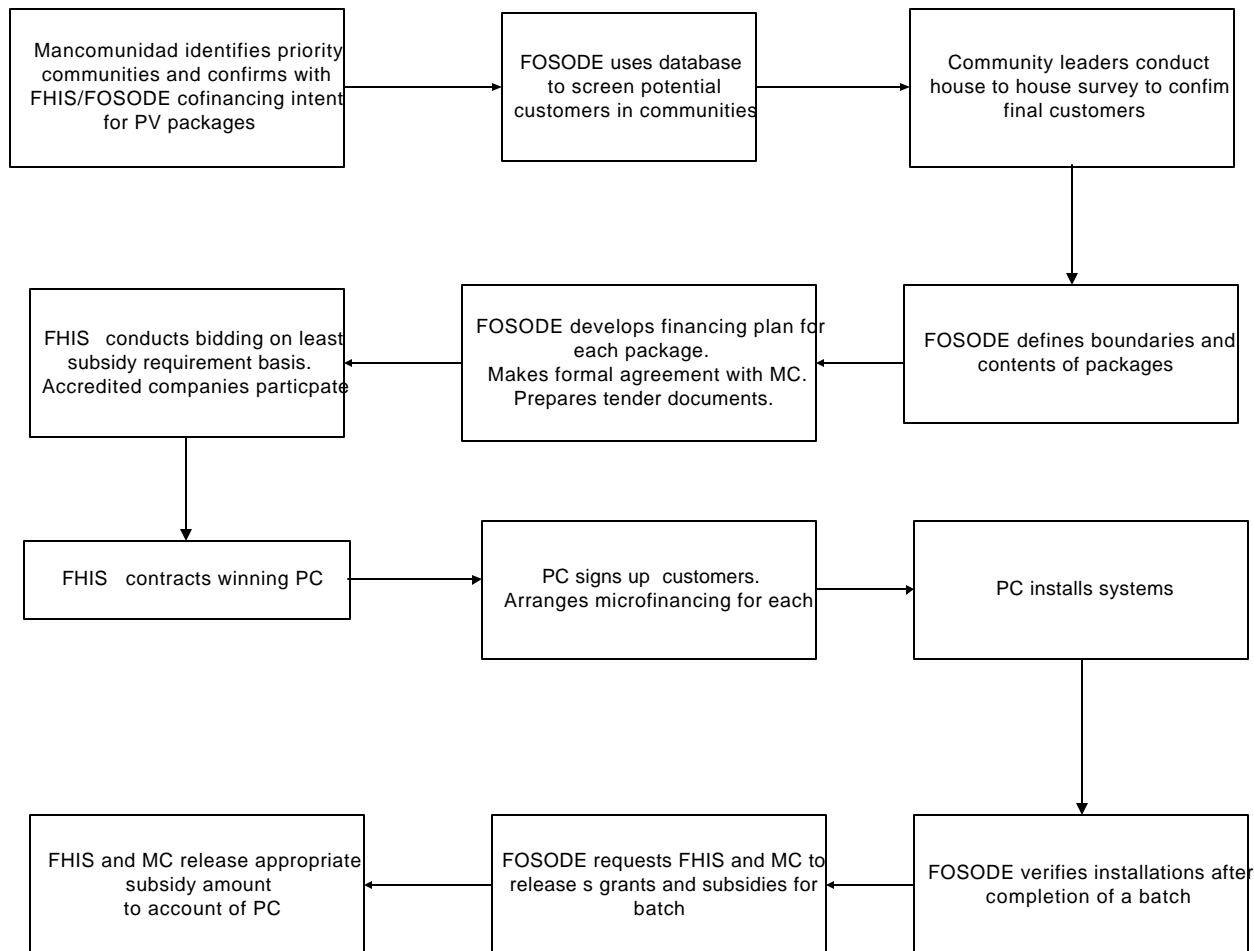 Mancomunidad identifies priority
communities and confirms with
FHIS/FOSODE cofinancing intent
for PV packages
FOSODE uses database
to screen potential
customers in communities
Community leaders conduct
house to house survey to confim
final customers
FOSODE defines boundaries and
contents of packages
FOSODE develops financing plan for
each package.
Makes formal agreement with MC.
Prepares tender documents.
FHIS conducts bidding on least
subsidy requirement basis.
Accredited companies particpate
FHIS contracts winning PC
PC signs up customers.
Arranges microfinancing for each
PC installs systems
FOSODE verifies installations after
completion of a batch
FOSODE requests FHIS and MC to
release s grants and subsidies for
batch
FHIS and MC release appropriate
subsidy amount
to account of PC